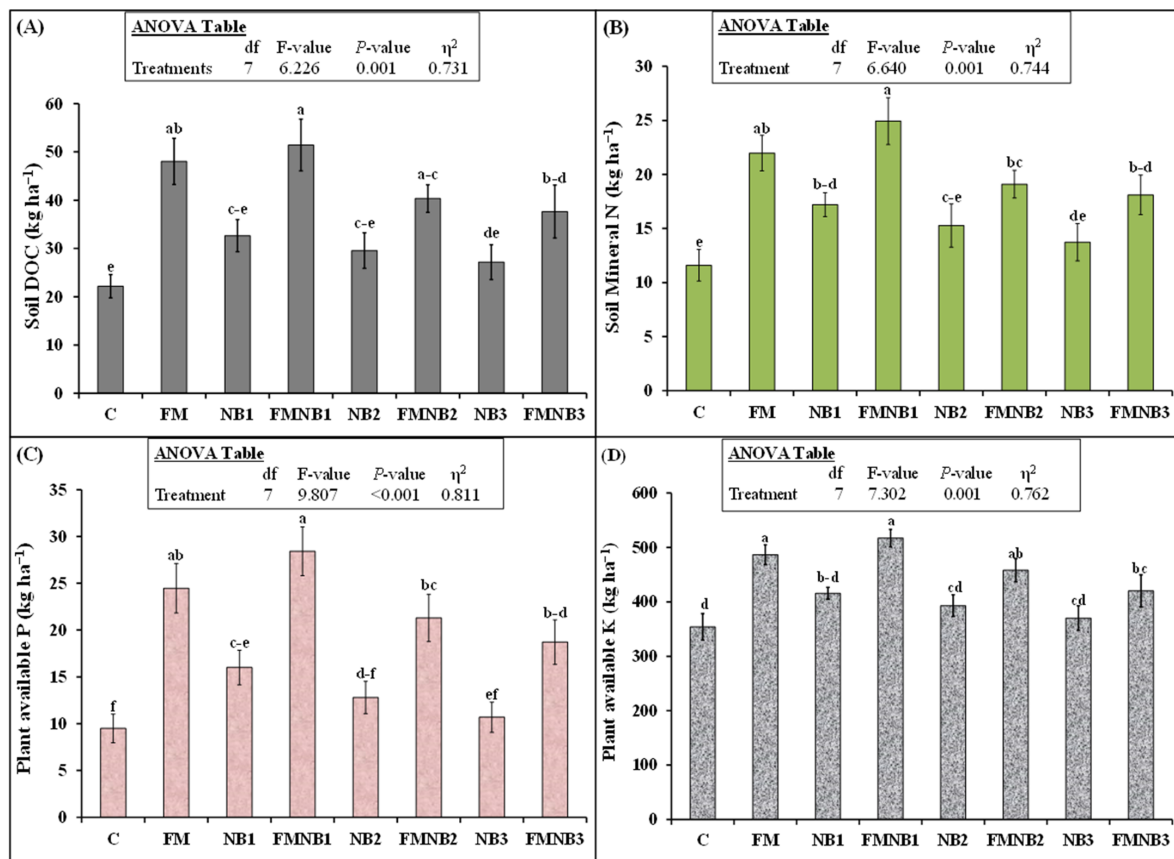 (A)
ANOVA Table
df F-value P-value η²
Treatments 7 6.226 0.001 0.731
Soil DOC (kg ha⁻¹)
60
50
40
30
20
10
0
e
ab
c–e
a
c–e
a–c
de
b–d
C FM NB1 FMNB1 NB2 FMNB2 NB3 FMNB3
(B)
ANOVA Table
df F-value P-value η²
Treatment 7 6.640 0.001 0.744
Soil Mineral N (kg ha⁻¹)
30
25
20
15
10
5
0
e
ab
b–d
a
c–e
bc
de
b–d
C FM NB1 FMNB1 NB2 FMNB2 NB3 FMNB3
(C)
ANOVA Table
df F-value P-value η²
Treatment 7 9.807 <0.001 0.811
Plant available P (kg ha⁻¹)
35
30
25
20
15
10
5
0
f
ab
c–e
a
d–f
bc
ef
b–d
C FM NB1 FMNB1 NB2 FMNB2 NB3 FMNB3
(D)
ANOVA Table
df F-value P-value η²
Treatment 7 7.302 0.001 0.762
Plant available K (kg ha⁻¹)
600
500
400
300
200
100
0
d
a
b–d
a
cd
ab
cd
bc
C FM NB1 FMNB1 NB2 FMNB2 NB3 FMNB3